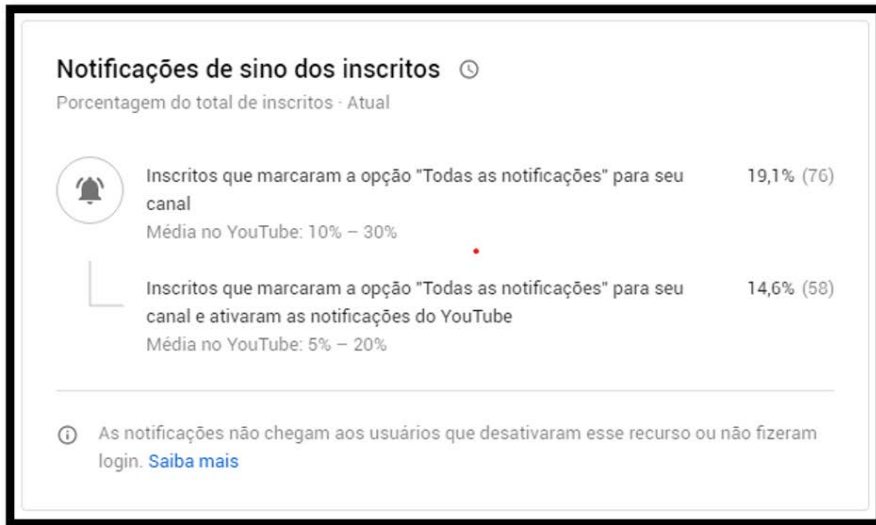 Notificações de sino dos inscritos
Porcentagem do total de inscritos · Atual
Inscritos que marcaram a opção "Todas as notificações" para seu
canal
19,1% (76)
Média no YouTube: 10% – 30%
Inscritos que marcaram a opção "Todas as notificações" para seu
canal e ativaram as notificações do YouTube
14,6% (58)
Média no YouTube: 5% – 20%
As notificações não chegam aos usuários que desativaram esse recurso ou não fizeram
login. Saiba mais